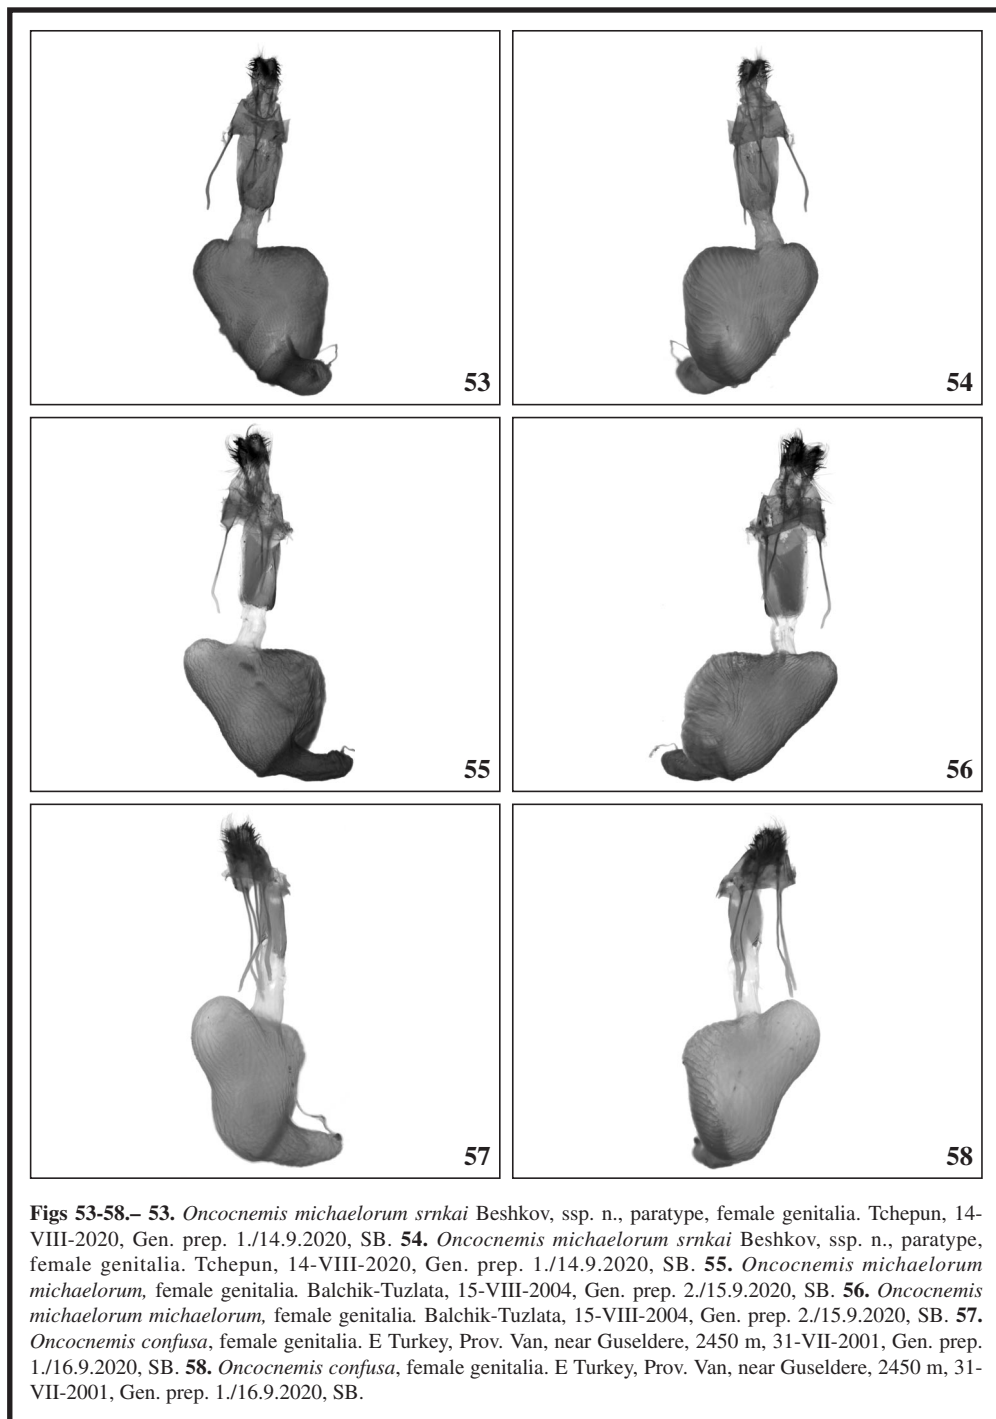 53
54
55
56
57
58
Figs 53-58.– 53. Oncocnemis michaelorum srnkai Beshkov, ssp. n., paratype, female genitalia. Tchepun, 14-
VIII-2020, Gen. prep. 1./14.9.2020, SB. 54. Oncocnemis michaelorum srnkai Beshkov, ssp. n., paratype,
female genitalia. Tchepun, 14-VIII-2020, Gen. prep. 1./14.9.2020, SB. 55. Oncocnemis michaelorum
michaelorum, female genitalia. Balchik-Tuzlata, 15-VIII-2004, Gen. prep. 2./15.9.2020, SB. 56. Oncocnemis
michaelorum michaelorum, female genitalia. Balchik-Tuzlata, 15-VIII-2004, Gen. prep. 2./15.9.2020, SB. 57.
Oncocnemis confusa, female genitalia. E Turkey, Prov. Van, near Guseldere, 2450 m, 31-VII-2001, Gen. prep.
1./16.9.2020, SB. 58. Oncocnemis confusa, female genitalia. E Turkey, Prov. Van, near Guseldere, 2450 m, 31-
VII-2001, Gen. prep. 1./16.9.2020, SB.